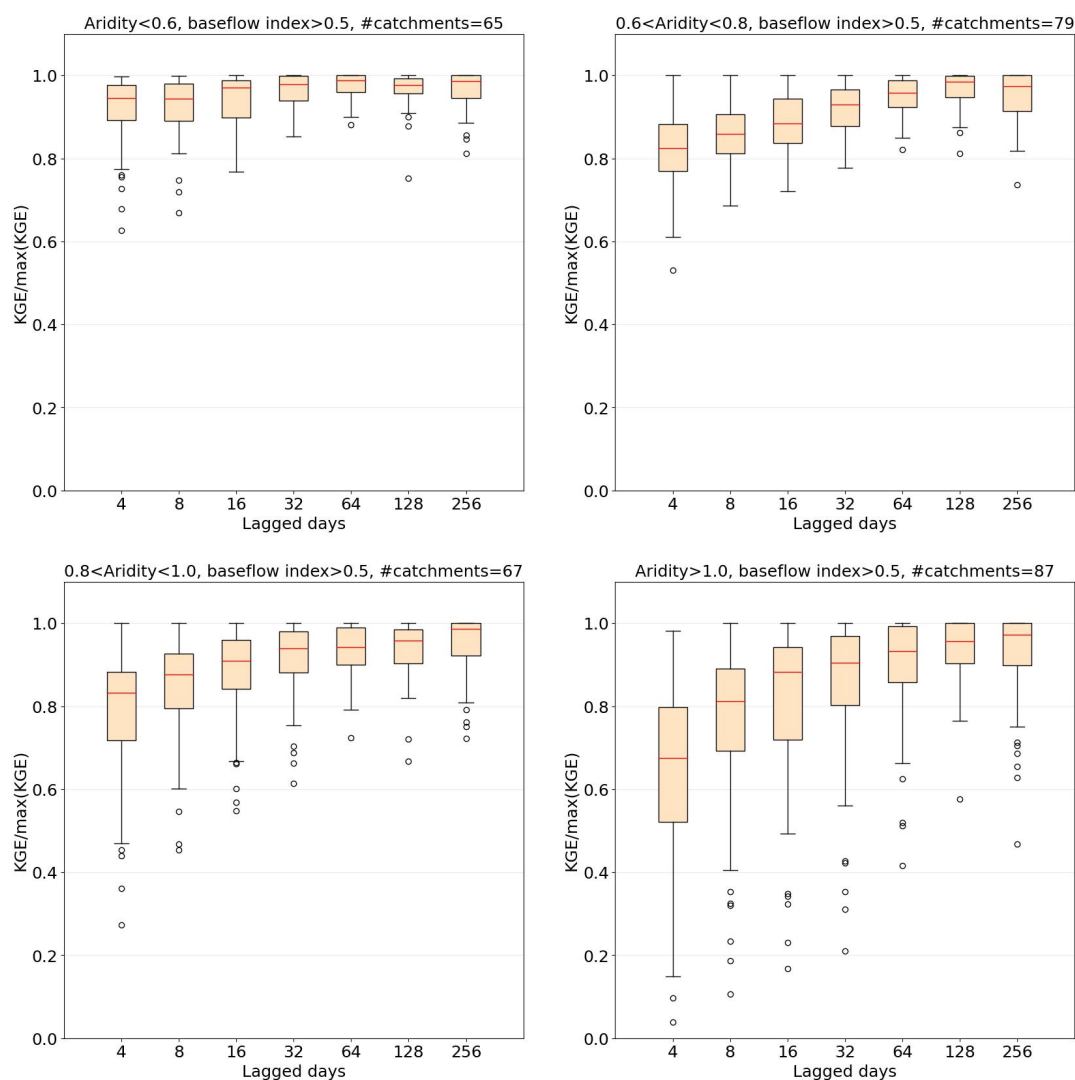 Aridity<0.6, baseflow index>0.5, #catchments=65
KGE/max(KGE)
1.0
0.8
0.6
0.4
0.2
0.0
4 8 16 32 64 128 256
Lagged days
0.6<Aridity<0.8, baseflow index>0.5, #catchments=79
KGE/max(KGE)
1.0
0.8
0.6
0.4
0.2
0.0
4 8 16 32 64 128 256
Lagged days
0.8<Aridity<1.0, baseflow index>0.5, #catchments=67
KGE/max(KGE)
1.0
0.8
0.6
0.4
0.2
0.0
4 8 16 32 64 128 256
Lagged days
Aridity>1.0, baseflow index>0.5, #catchments=87
KGE/max(KGE)
1.0
0.8
0.6
0.4
0.2
0.0
4 8 16 32 64 128 256
Lagged days